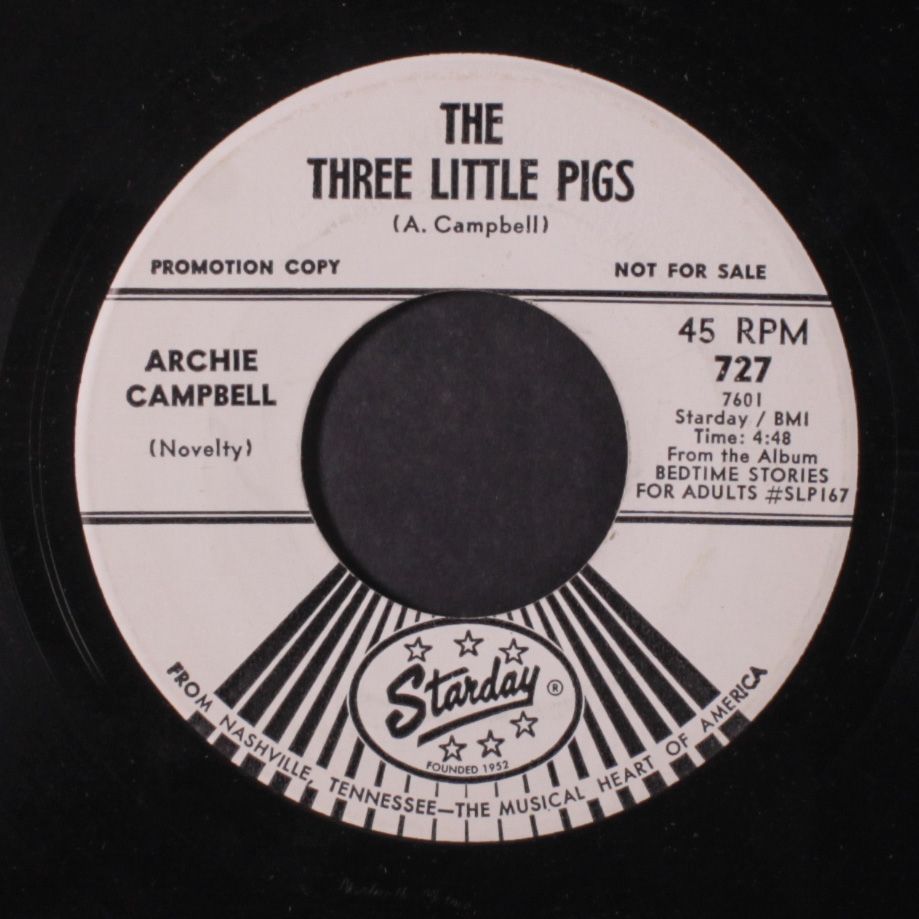 THE
THREE LITTLE PIGS
(A. Campbell)
PROMOTION COPY
NOT FOR SALE
ARCHIE
CAMPBELL
(Novelty)
45 RPM
727
7601
Starday / BMI
Time: 4:48
From the Album
BEDTIME STORIES
FOR ADULTS #SLP167
Starday ®
FOUNDED 1952
FROM NASHVILLE, TENNESSEE—THE MUSICAL HEART OF AMERICA